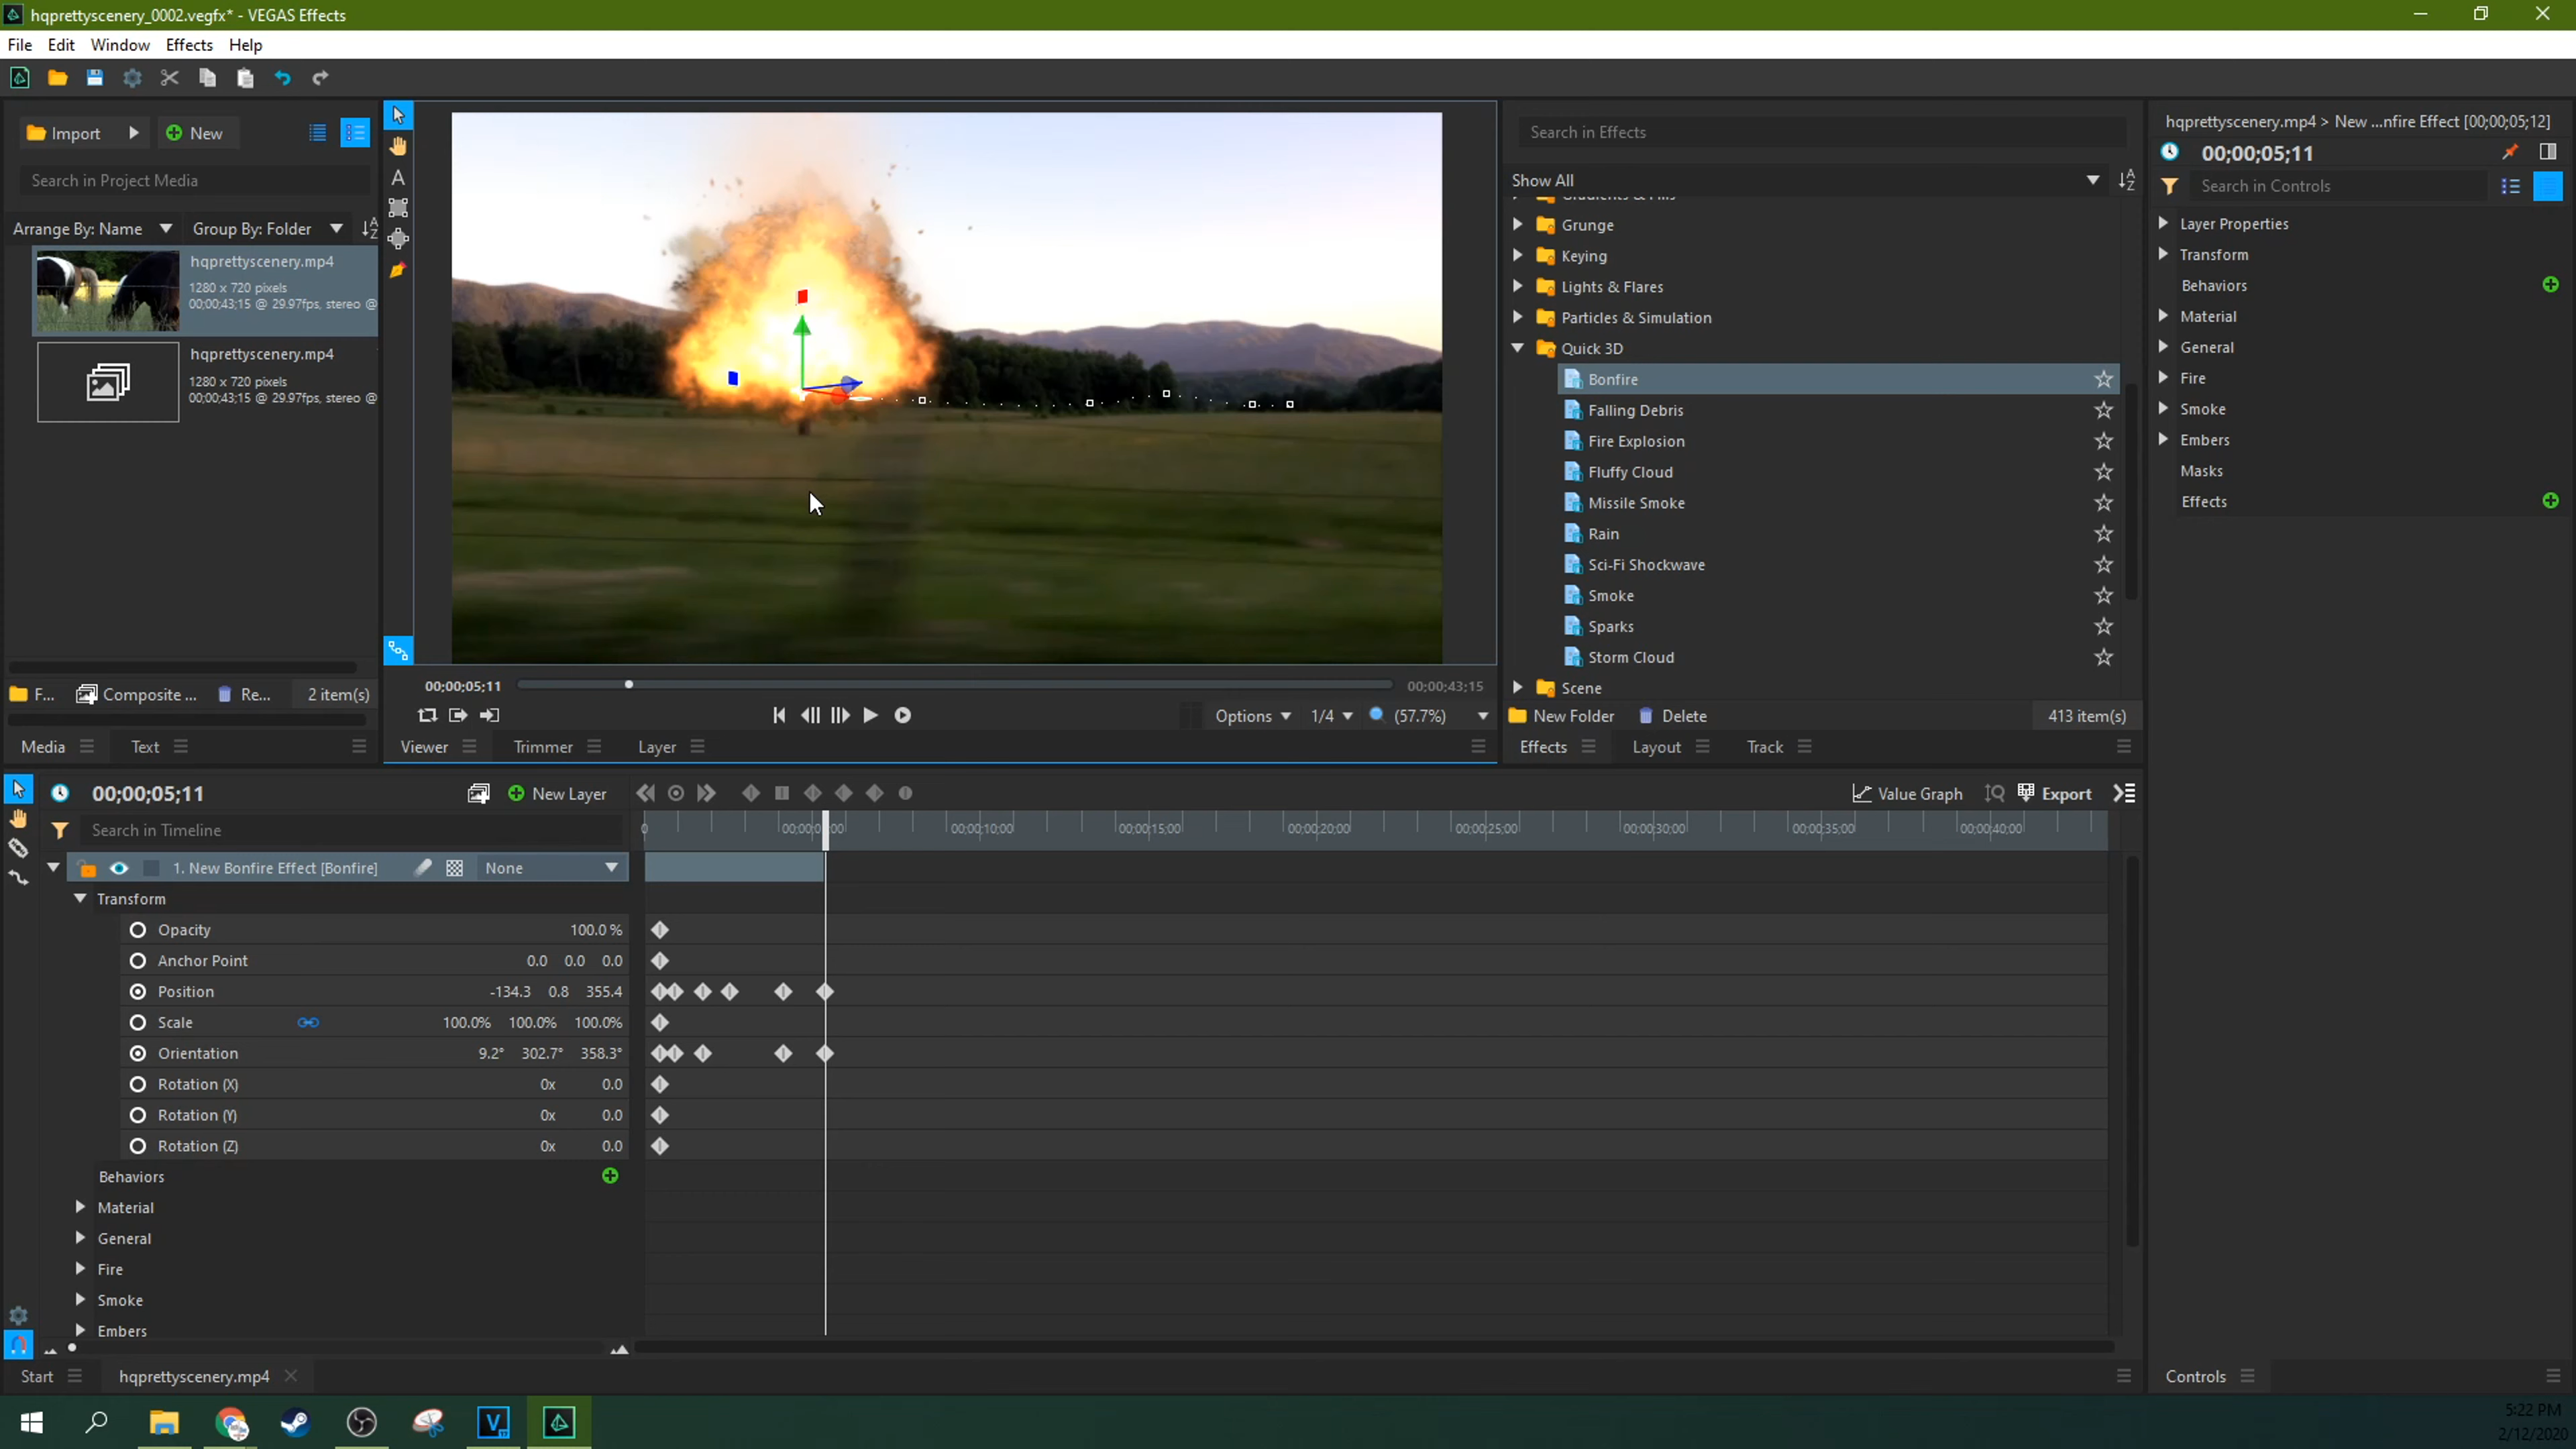 hqprettyscenery_0002.vegfx* - VEGAS Effects
File Edit Window Effects Help
Import New
Search in Project Media
Arrange By: Name Group By: Folder
hqprettyscenery.mp4
1280 x 720 pixels
00;00;43;15 @ 29.97fps, stereo @
hqprettyscenery.mp4
1280 x 720 pixels
00;00;43;15 @ 29.97fps, stereo @
F... Composite ... Re... 2 item(s)
Media Text
00;00;05;11 00;00;43;15
Options 1/4 (57.7%)
Viewer Trimmer Layer
Search in Effects
Show All
Grunge
Keying
Lights & Flares
Particles & Simulation
Quick 3D
Bonfire
Falling Debris
Fire Explosion
Fluffy Cloud
Missile Smoke
Rain
Sci-Fi Shockwave
Smoke
Sparks
Storm Cloud
Scene
New Folder Delete 413 item(s)
Effects Layout Track
hqprettyscenery.mp4 > New ...nfire Effect [00;00;05;12]
00;00;05;11
Search in Controls
Layer Properties
Transform
Behaviors
Material
General
Fire
Smoke
Embers
Masks
Effects
00;00;05;11 New Layer Value Graph Export
Search in Timeline
0 00;00;10;00 00;00;15;00 00;00;20;00 00;00;25;00 00;00;30;00 00;00;35;00 00;00;40;00
1. New Bonfire Effect [Bonfire] None
Transform
Opacity 100.0 %
Anchor Point 0.0 0.0 0.0
Position -134.3 0.8 355.4
Scale 100.0% 100.0% 100.0%
Orientation 9.2° 302.7° 358.3°
Rotation (X) 0x 0.0
Rotation (Y) 0x 0.0
Rotation (Z) 0x 0.0
Behaviors
Material
General
Fire
Smoke
Embers
Start hqprettyscenery.mp4
Controls
5:22 PM
2/12/2020